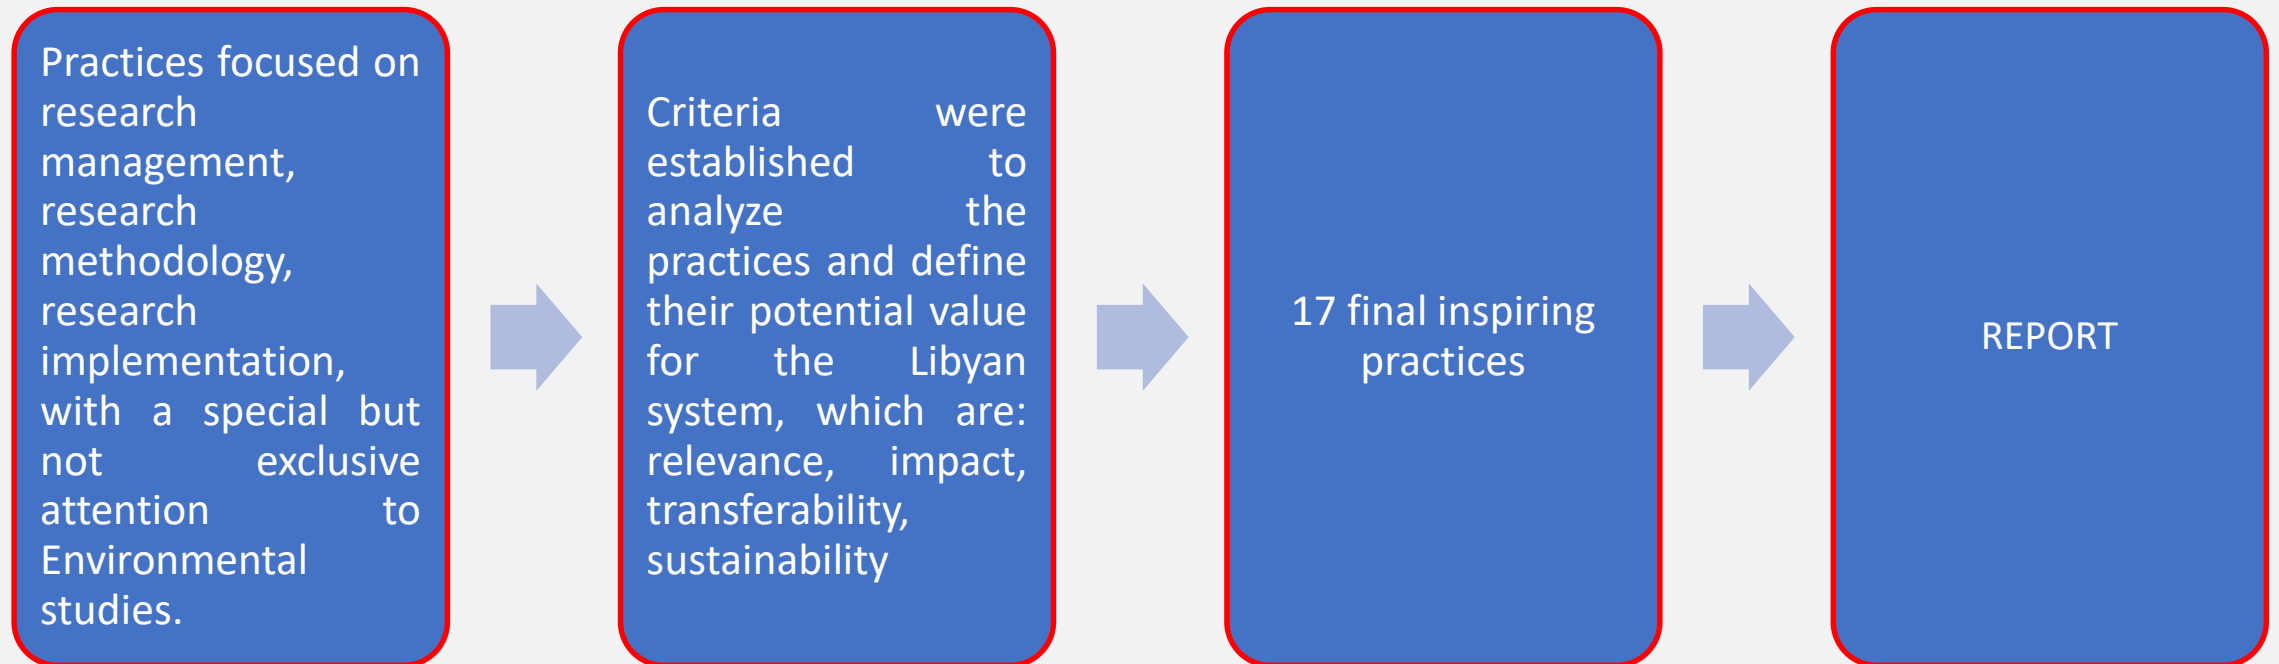 Practices focused on
research
management,
research
methodology,
research
implementation,
with a special but
not exclusive
attention to
Environmental
studies.
Criteria were
established to
analyze the
practices and define
their potential value
for the Libyan
system, which are:
relevance, impact,
transferability,
sustainability
17 final inspiring
practices
REPORT